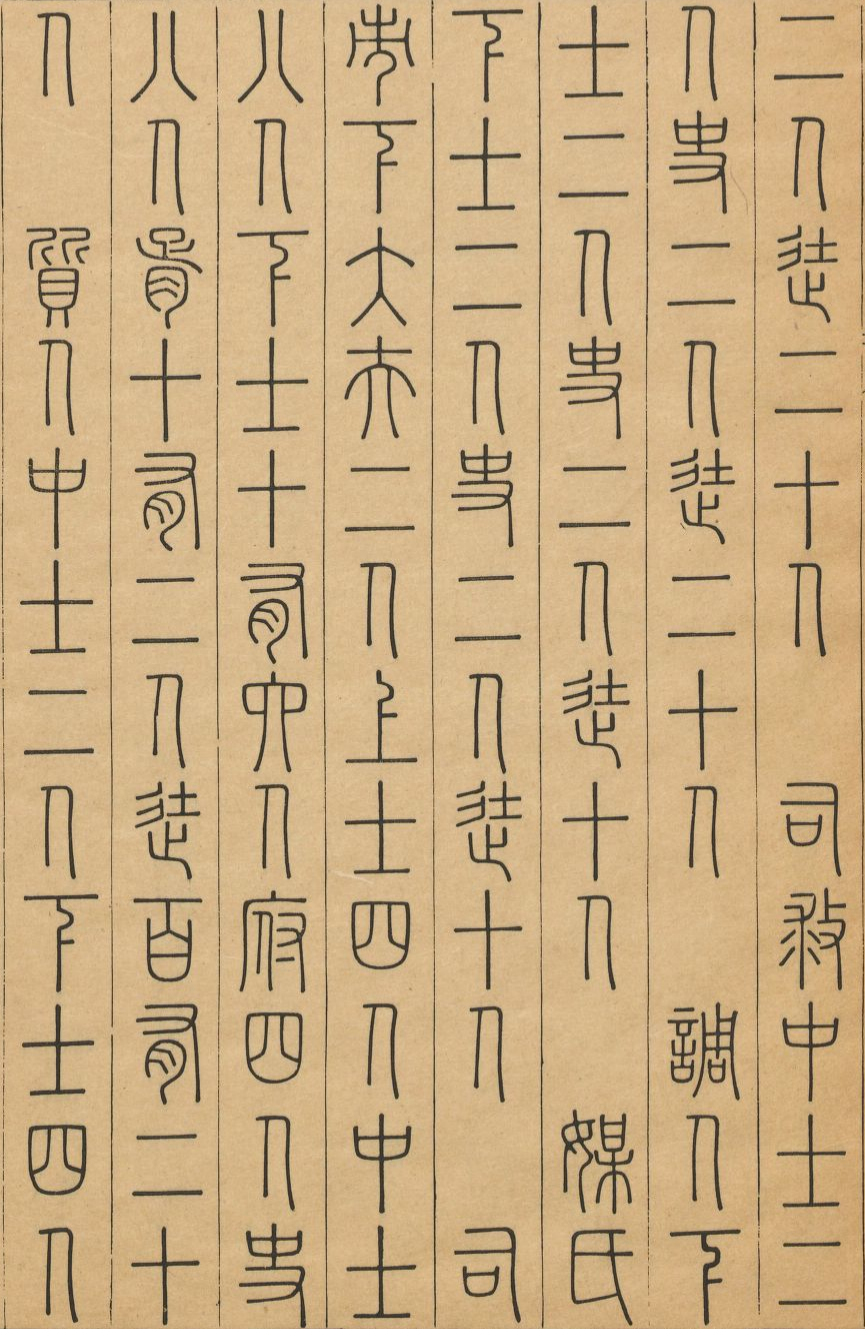 二人徒二十人　司救中士二
人史二人徒二十人　調人下
士二人史二人徒十人　媒氏
下士二人史二人徒十人　司
市下大夫二人上士四人中士
八人下士十有六人府四人史
八人胥十有二人徒百有二十
人　質人中士二人下士四人